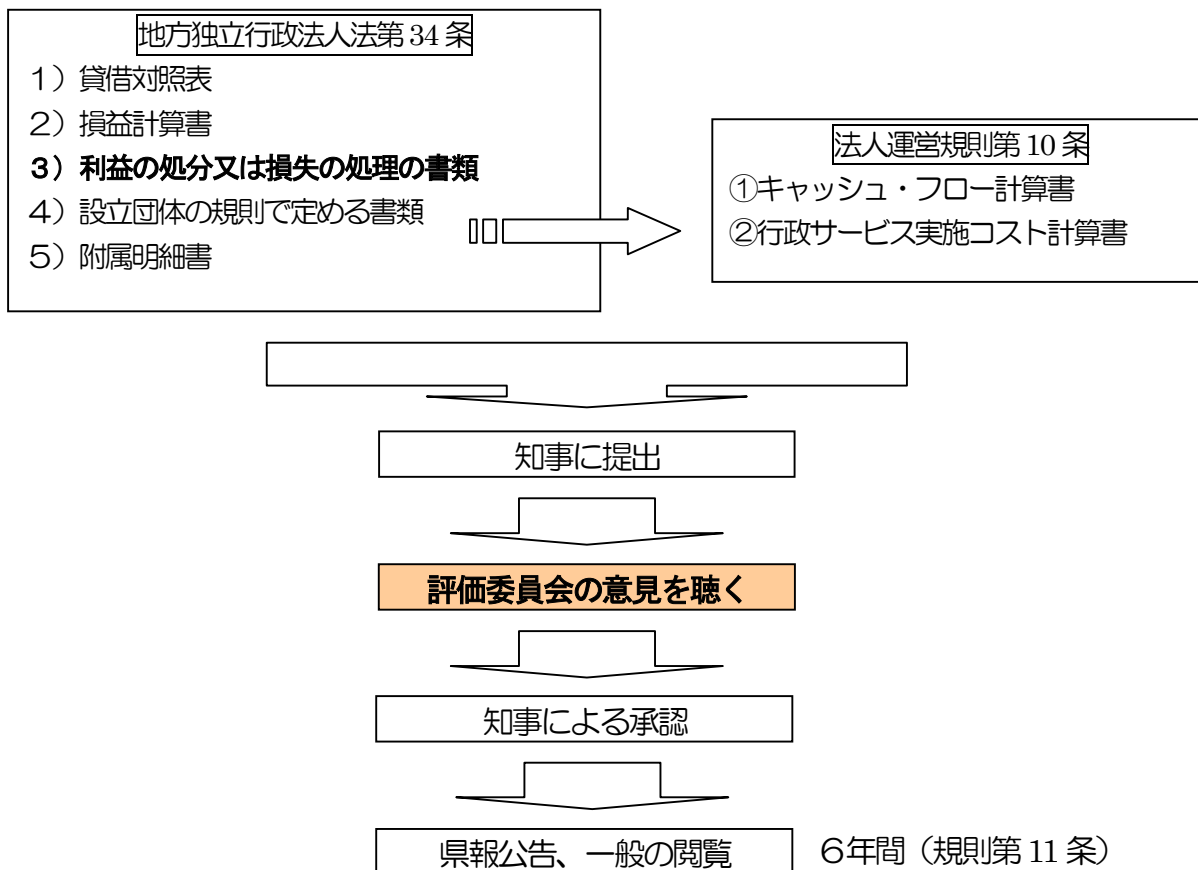 地方独立行政法人法第34条
1）貸借対照表
2）損益計算書
3）利益の処分又は損失の処理の書類
4）設立団体の規則で定める書類
5）附属明細書
法人運営規則第10条
①キャッシュ・フロー計算書
②行政サービス実施コスト計算書
知事に提出
評価委員会の意見を聴く
知事による承認
県報公告、一般の閲覧
6年間（規則第11条）